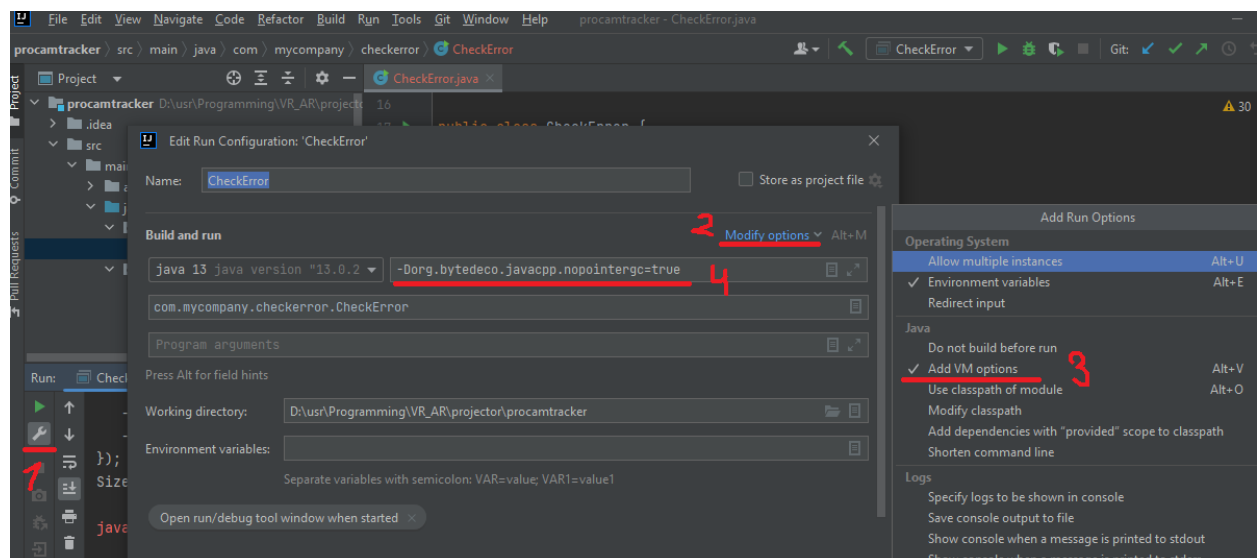 File Edit View Navigate Code Refactor Build Run Tools Git Window Help procamtracker - CheckError.java
procamtracker src main java com mycompany checkerror CheckError CheckError Git:
Project CheckError.java
Project
procamtracker D:\usr\Programming\VR_AR\projecto 16 30
.idea
src
Commit
Pull Requests
Edit Run Configuration: 'CheckError'
Name: CheckError Store as project file
2
Build and run Modify options Alt+M
java 13 java version "13.0.2 -Dorg.bytedeco.javacpp.nopointergc=true
4
com.mycompany.checkerror.CheckError
Program arguments
Press Alt for field hints
Working directory: D:\usr\Programming\VR_AR\projector\procamtracker
Environment variables:
Separate variables with semicolon: VAR=value; VAR1=value1
Open run/debug tool window when started
Add Run Options
Operating System
Allow multiple instances Alt+U
Environment variables Alt+E
Redirect input
Java
Do not build before run
3
Add VM options Alt+V
Use classpath of module Alt+O
Modify classpath
Add dependencies with "provided" scope to classpath
Shorten command line
Logs
Specify logs to be shown in console
Save console output to file
Show console when a message is printed to stdout
Run:
1
});
Size
java